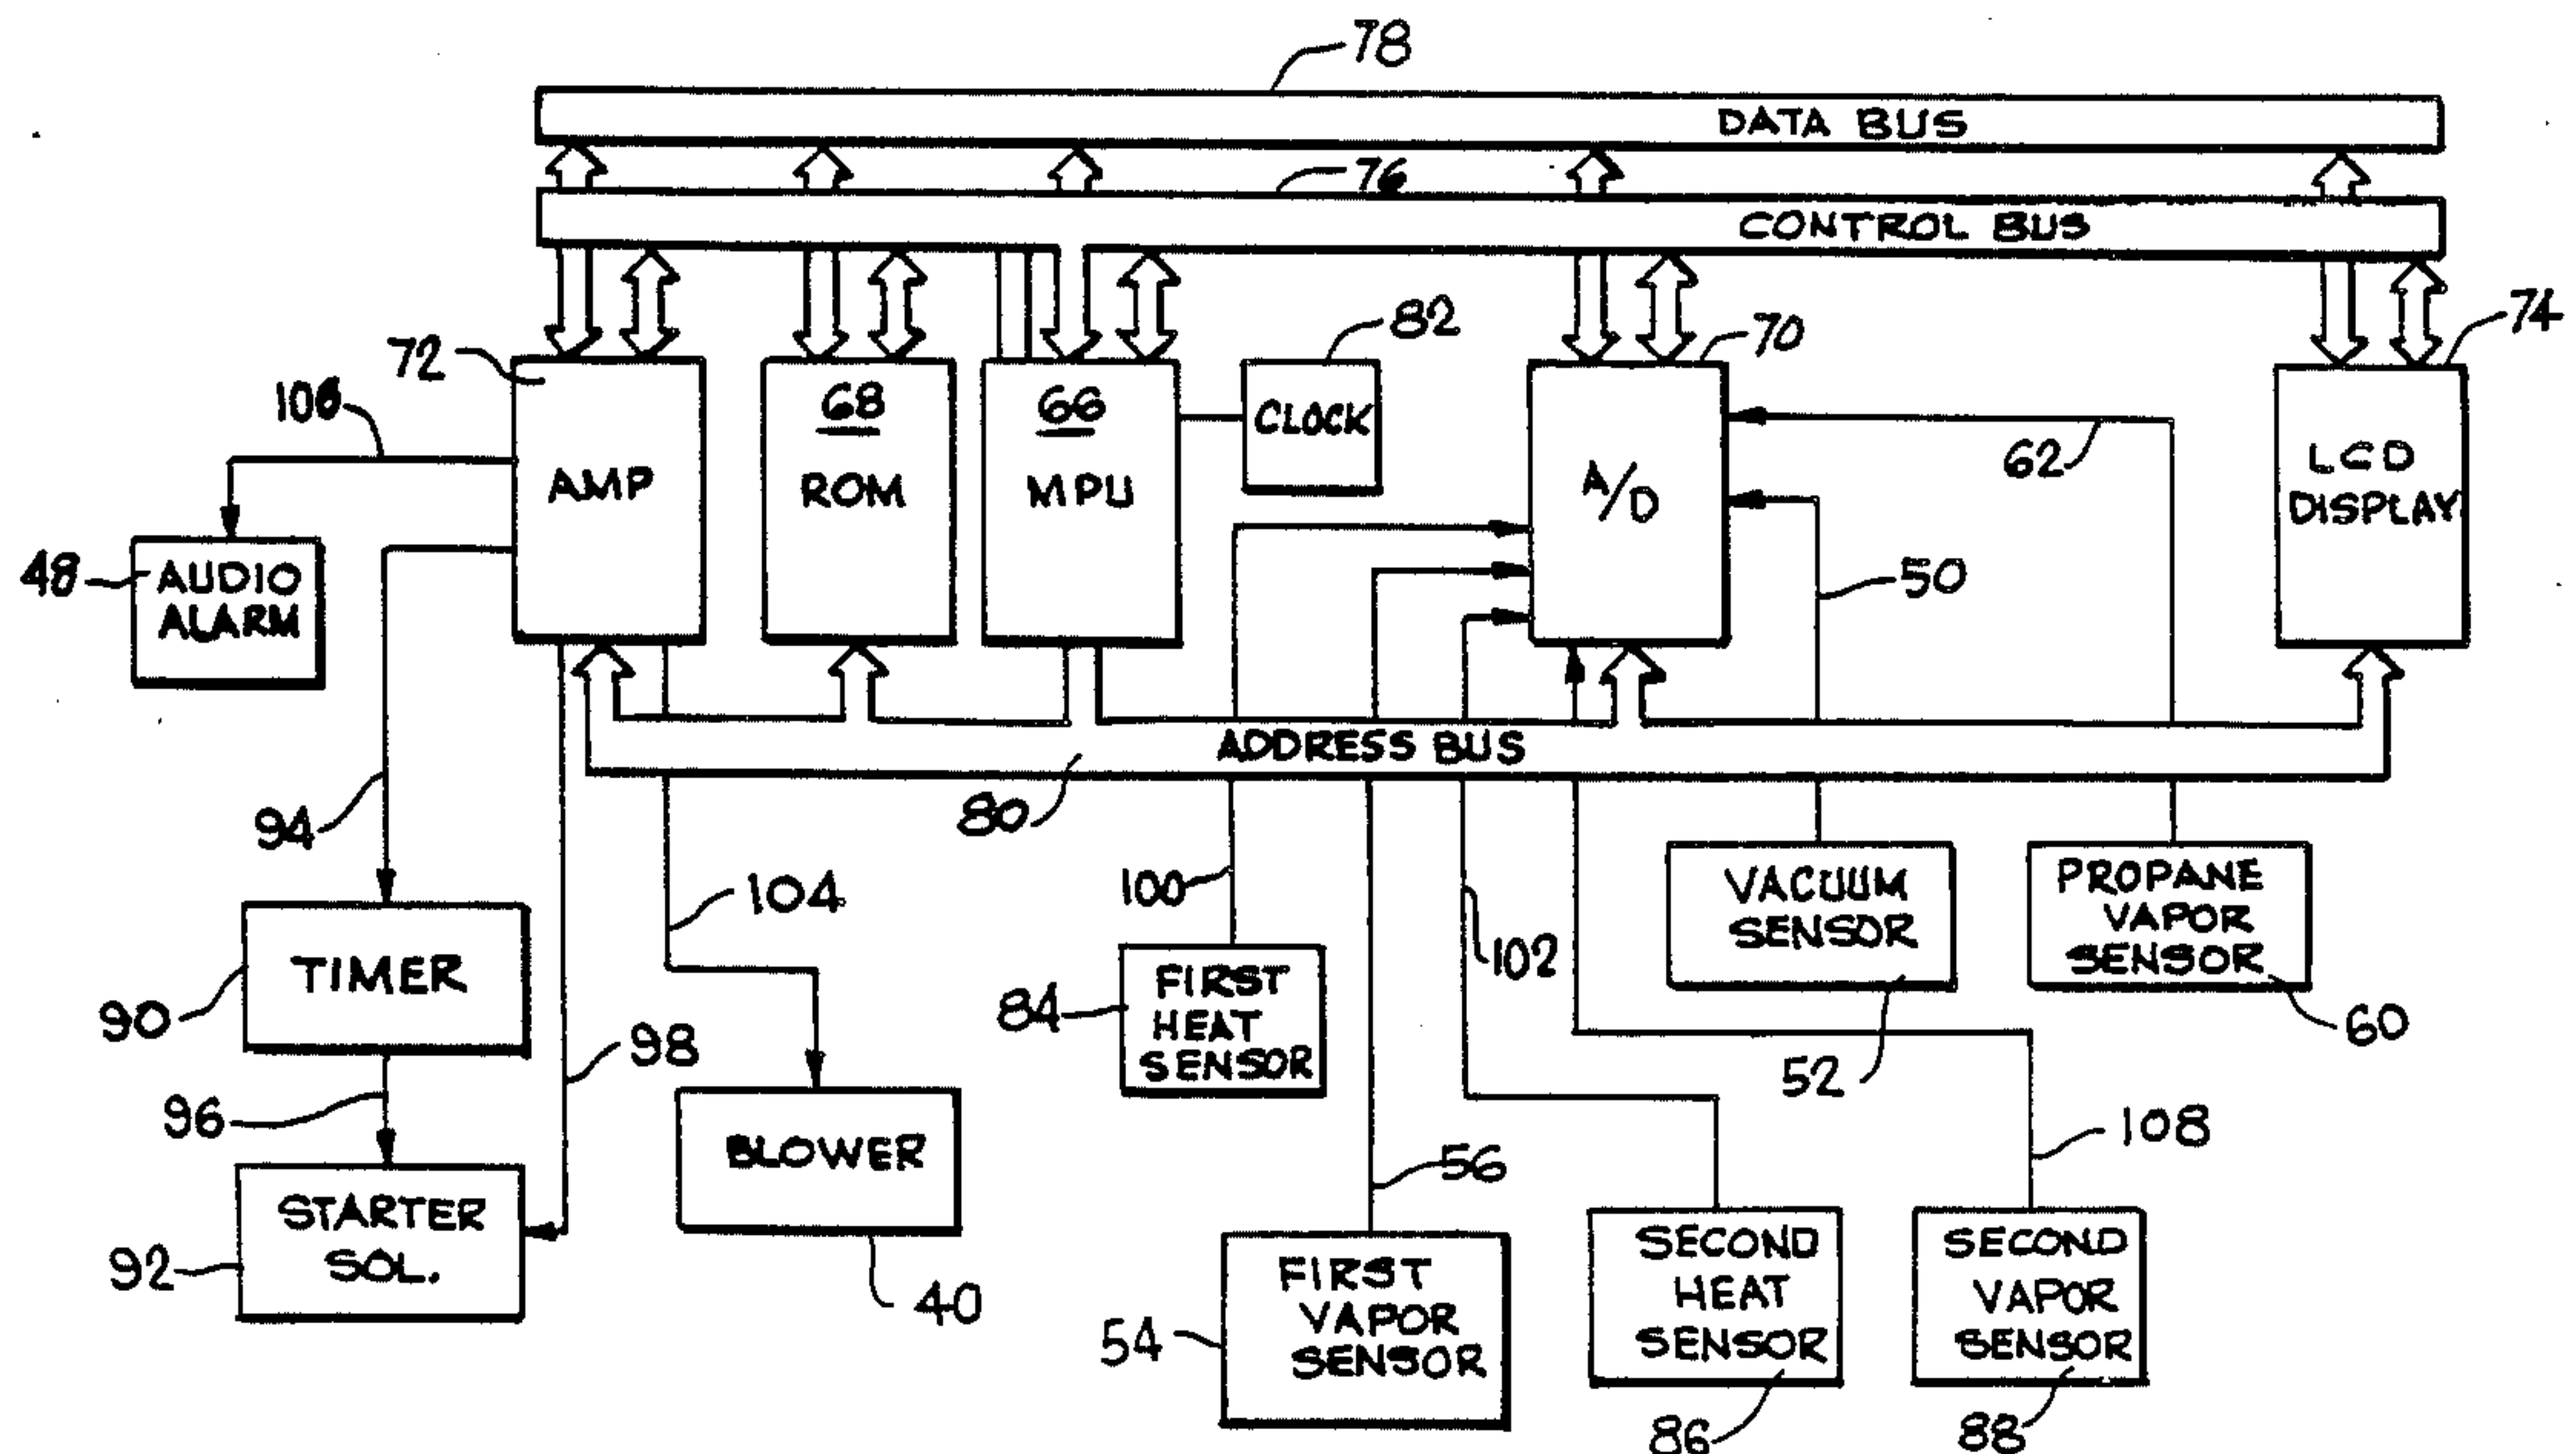 78
DATA BUS
76
CONTROL BUS
72
82
70
74
106
68
66
CLOCK
62
AMP
ROM
MPU
A/D
LCD
DISPLAY
48
AUDIO
ALARM
50
ADDRESS BUS
80
94
104
100
102
VACUUM
SENSOR
PROPANE
VAPOR
SENSOR
TIMER
90
98
84
FIRST
HEAT
SENSOR
52
60
96
BLOWER
56
108
STARTER
SOL.
92
40
54
FIRST
VAPOR
SENSOR
SECOND
HEAT
SENSOR
SECOND
VAPOR
SENSOR
86
88